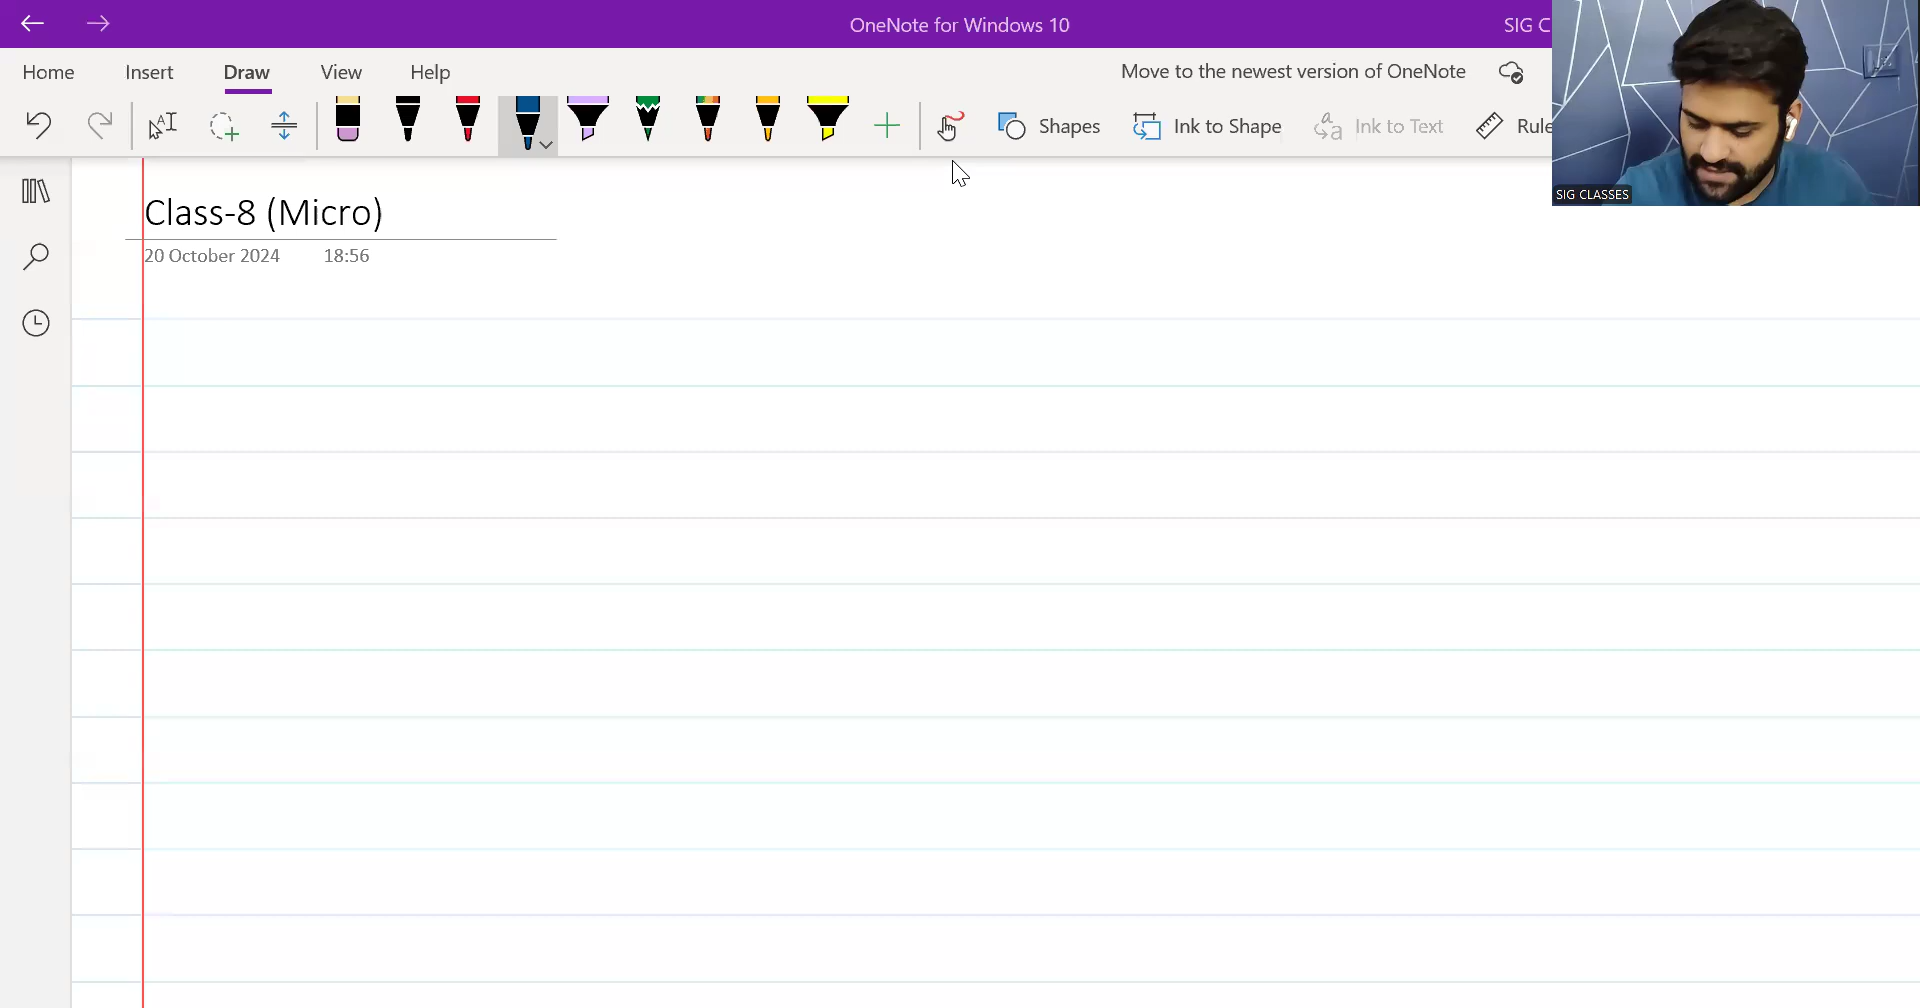 OneNote for Windows 10
SIG C
Home Insert Draw View Help
Move to the newest version of OneNote
Shapes Ink to Shape Ink to Text Rule
SIG CLASSES
Class-8 (Micro)
20 October 2024 18:56